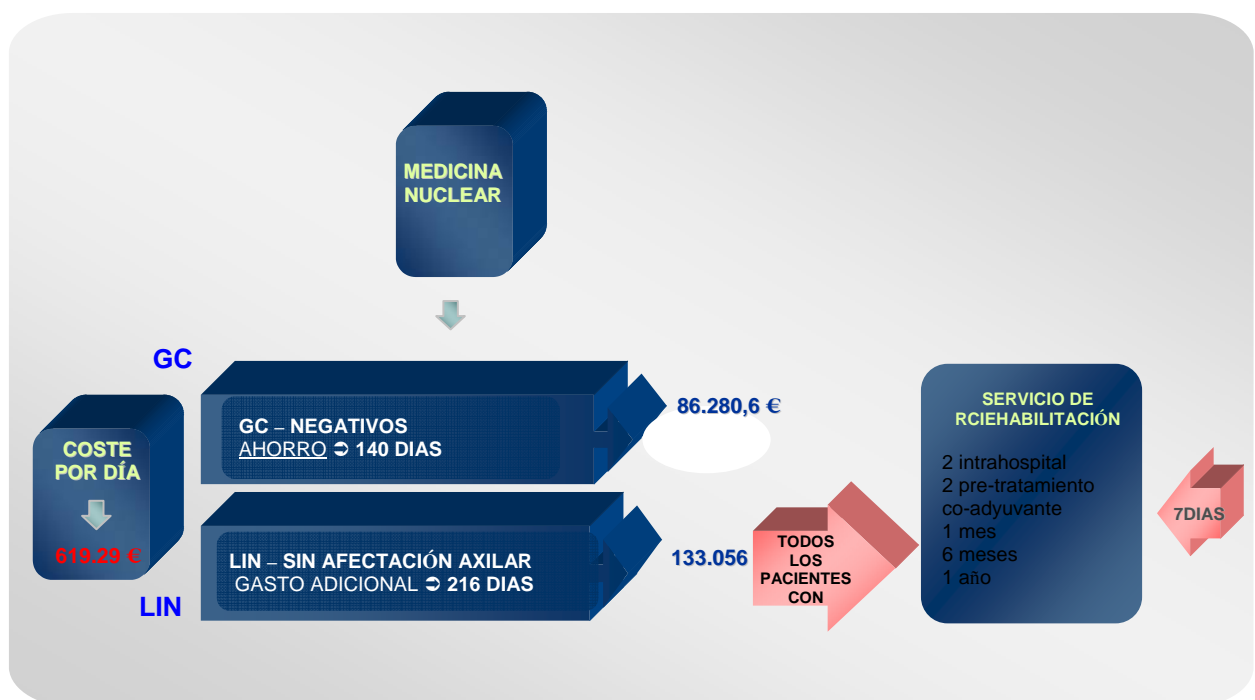 MEDICINA
NUCLEAR
GC
GC – NEGATIVOS
AHORRO ➲ 140 DIAS
86.280,6 €
COSTE
POR DÍA
619.29 €
LIN – SIN AFECTACIÓN AXILAR
GASTO ADICIONAL ➲ 216 DIAS
133.056
LIN
TODOS
LOS
PACIENTES
CON
SERVICIO DE
RCIEHABILITACIÓN
2 intrahospital
2 pre-tratamiento
co-adyuvante
1 mes
6 meses
1 año
7DIAS